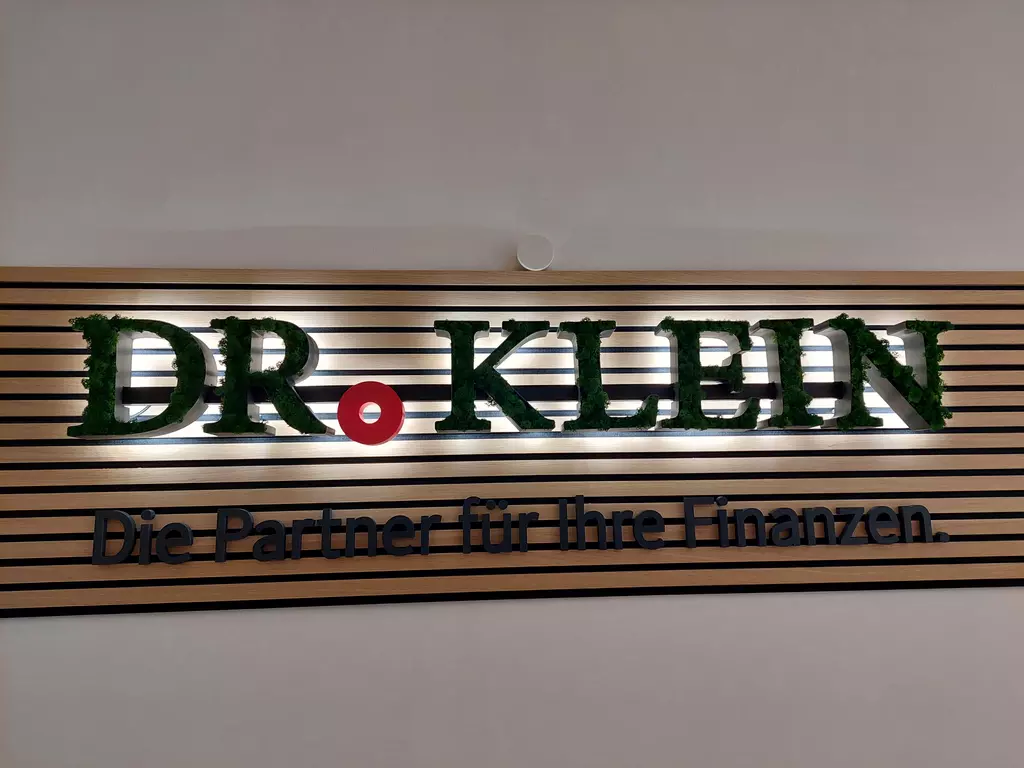 DR. KLEIN
Die Partner für Ihre Finanzen.